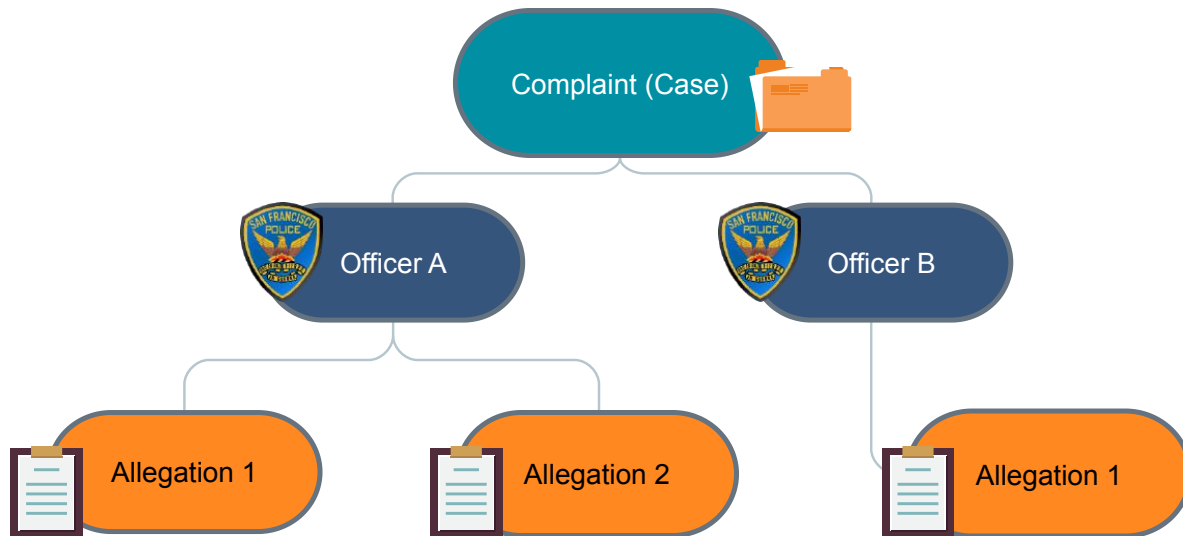 Complaint (Case)
SAN FRANCISCO
POLICE
Officer A
SAN FRANCISCO
POLICE
Officer B
Allegation 1
Allegation 2
Allegation 1